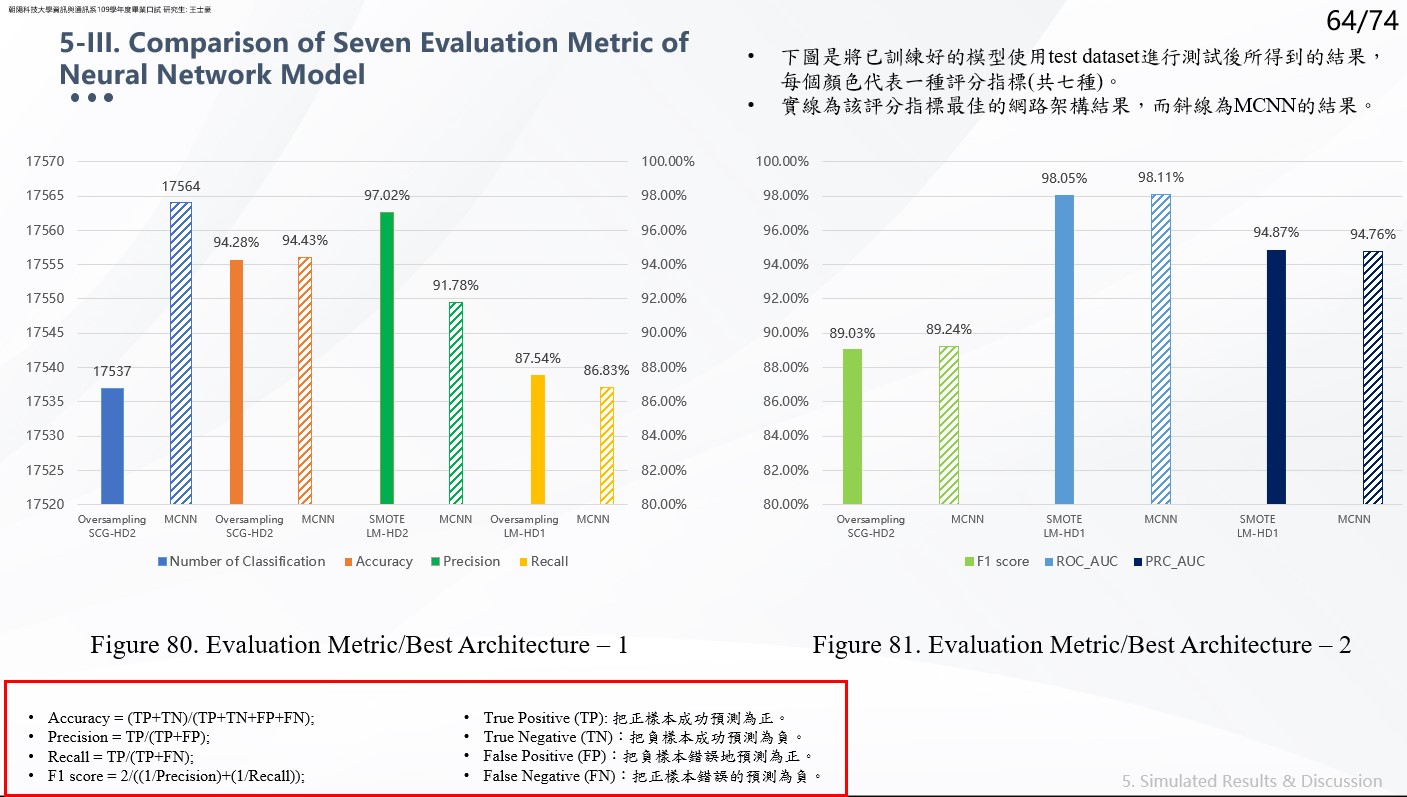 朝陽科技大學資訊與通訊系109學年度畢業口試 研究生: 王士豪
64/74
5-III. Comparison of Seven Evaluation Metric of
Neural Network Model
• 下圖是將已訓練好的模型使用test dataset進行測試後所得到的結果，
每個顏色代表一種評分指標(共七種)。
• 實線為該評分指標最佳的網路架構結果，而斜線為MCNN的結果。
17570
17565
17560
17555
17550
17545
17540
17535
17530
17525
17520
17537
17564
94.28%
94.43%
97.02%
91.78%
87.54%
86.83%
100.00%
98.00%
96.00%
94.00%
92.00%
90.00%
88.00%
86.00%
84.00%
82.00%
80.00%
Oversampling MCNN Oversampling MCNN SMOTE MCNN Oversampling MCNN
SCG-HD2 SCG-HD2 LM-HD2 LM-HD1
Number of Classification Accuracy Precision Recall
100.00%
98.00%
96.00%
94.00%
92.00%
90.00%
88.00%
86.00%
84.00%
82.00%
80.00%
89.03%
89.24%
98.05%
98.11%
94.87%
94.76%
Oversampling MCNN SMOTE MCNN SMOTE MCNN
SCG-HD2 LM-HD1 LM-HD1
F1 score ROC_AUC PRC_AUC
Figure 80. Evaluation Metric/Best Architecture – 1
Figure 81. Evaluation Metric/Best Architecture – 2
• Accuracy = (TP+TN)/(TP+TN+FP+FN);
• Precision = TP/(TP+FP);
• Recall = TP/(TP+FN);
• F1 score = 2/((1/Precision)+(1/Recall));
• True Positive (TP): 把正樣本成功預測為正。
• True Negative (TN)：把負樣本成功預測為負。
• False Positive (FP)：把負樣本錯誤地預測為正。
• False Negative (FN)：把正樣本錯誤的預測為負。
5. Simulated Results & Discussion